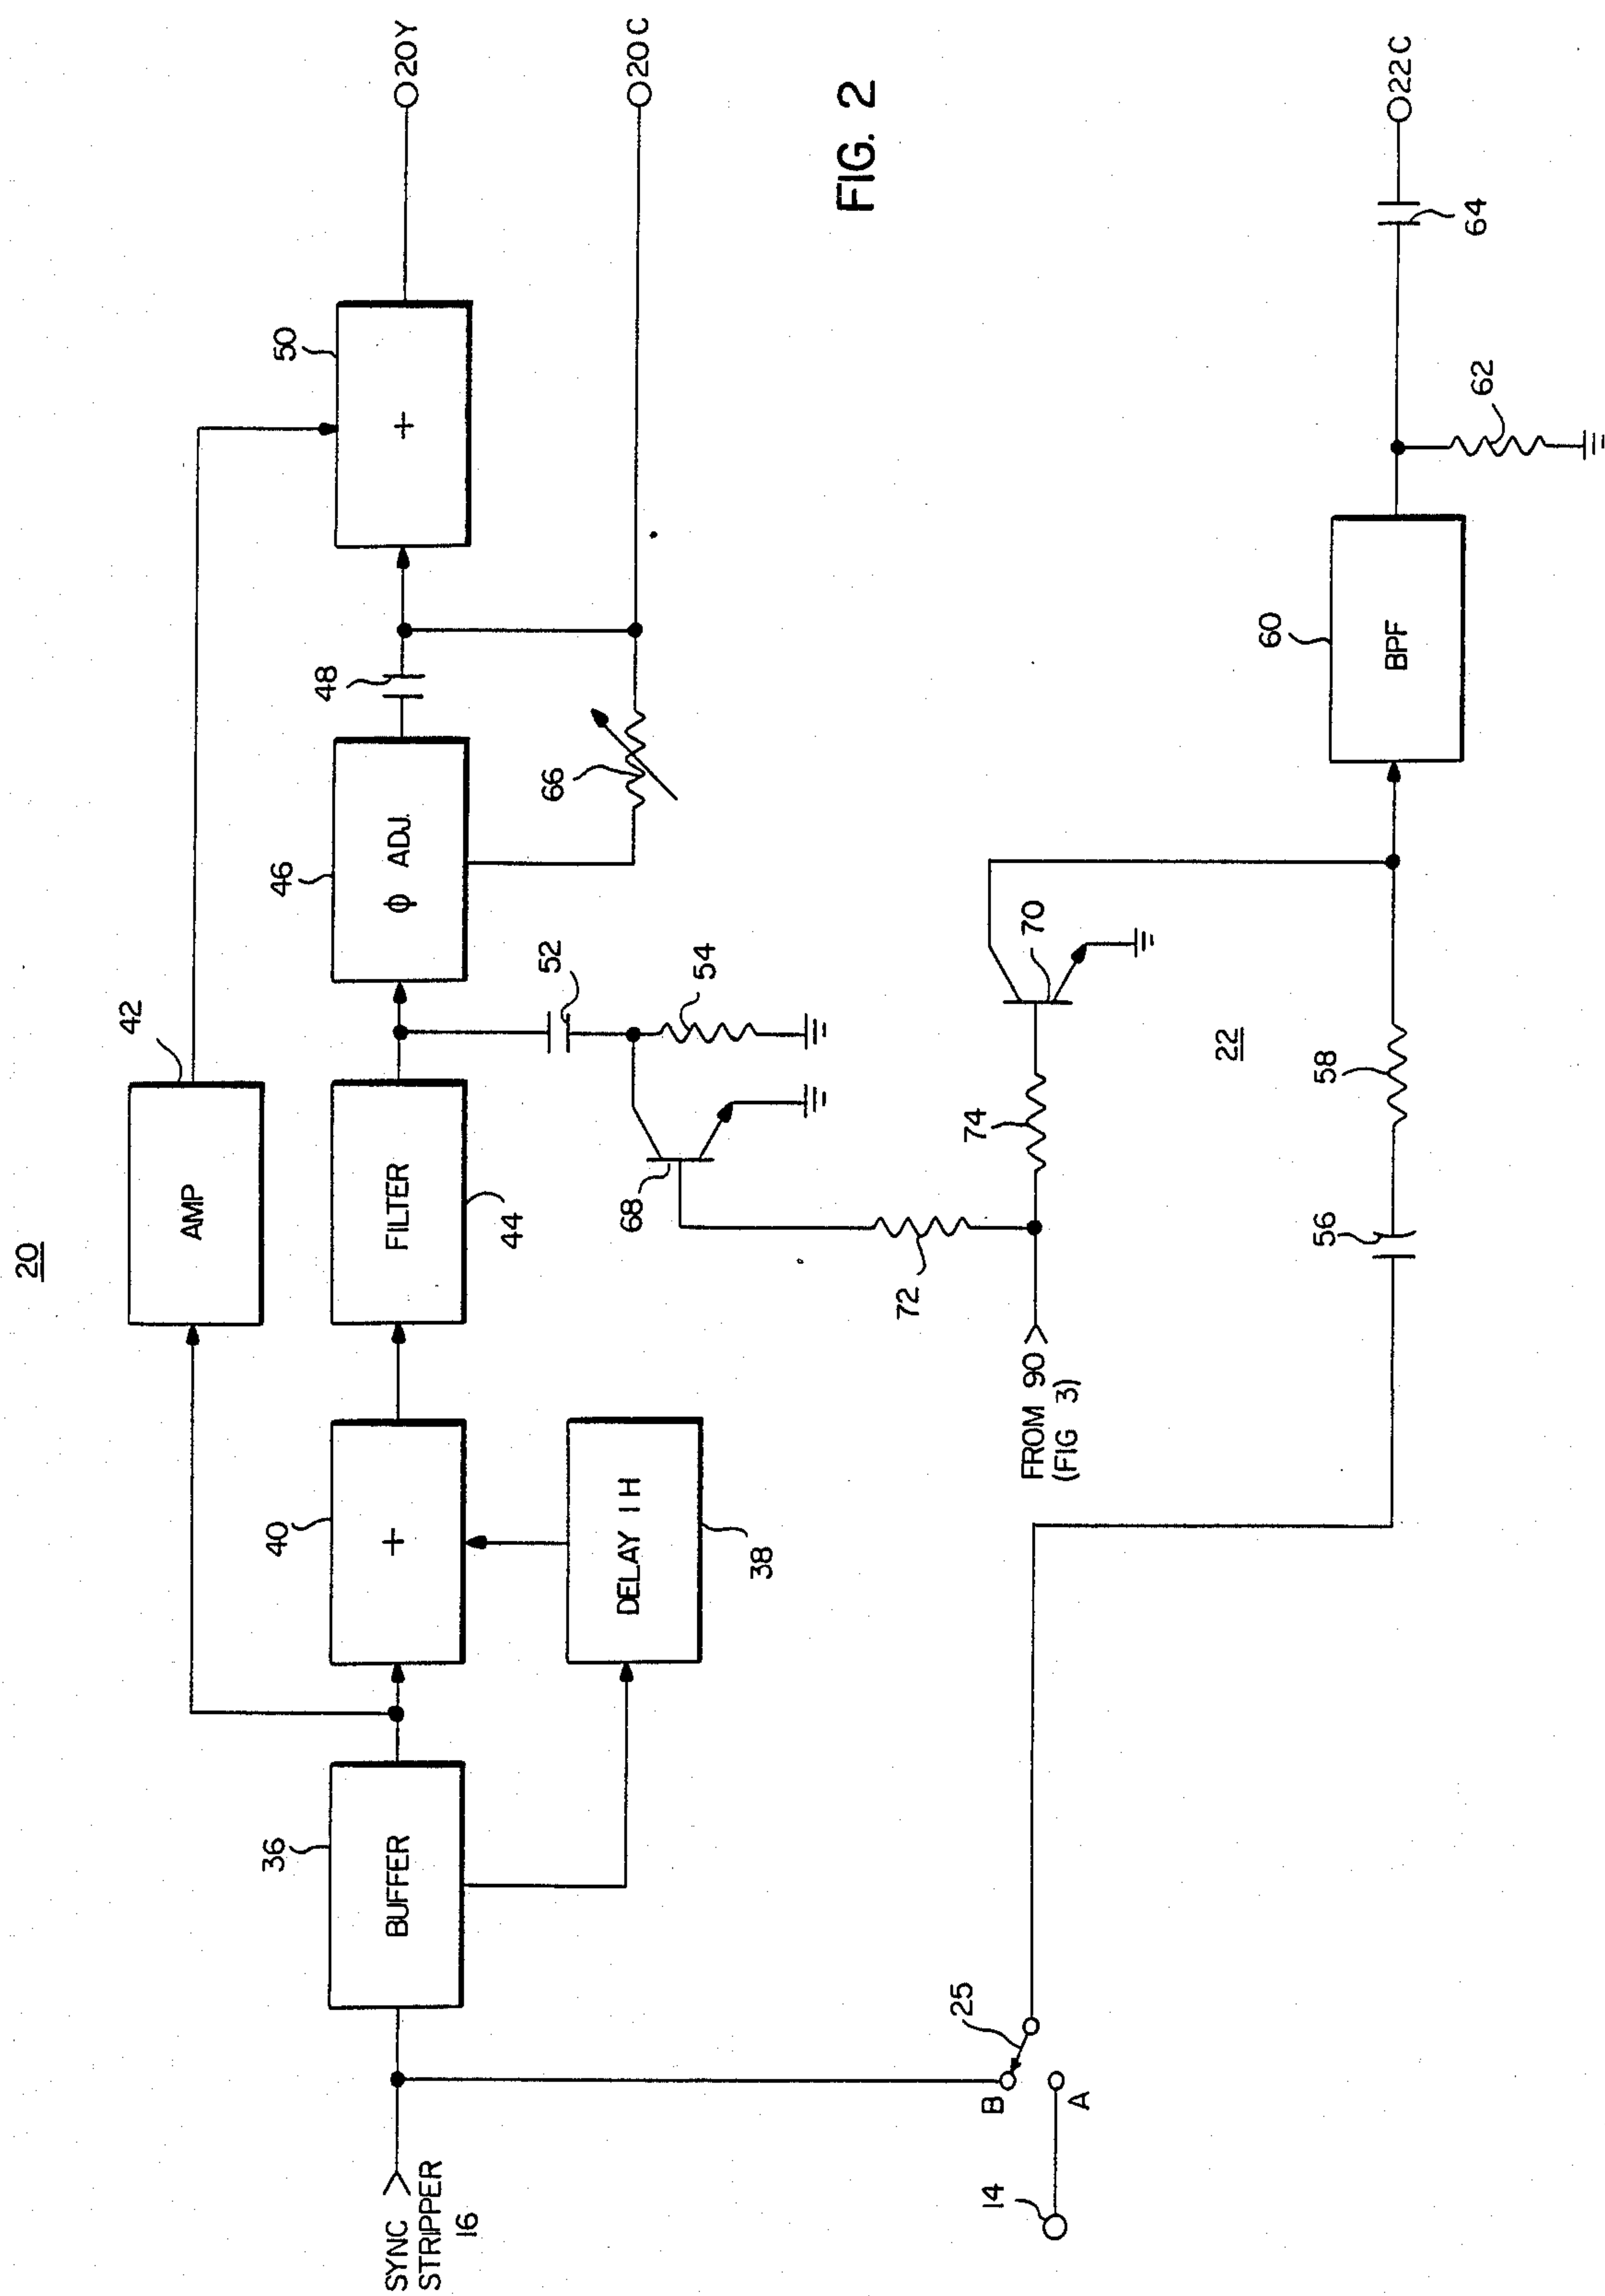 20
42
AMP
50
+
20Y
36
BUFFER
40
+
FILTER
44
46
ϕ ADJ.
48
SYNC
STRIPPER
16
DELAY 1H
38
52
54
66
20C
68
72
FIG. 2
FROM 90
(FIG 3)
74
70
22
25
B
A
14
56
58
60
BPF
62
64
22C